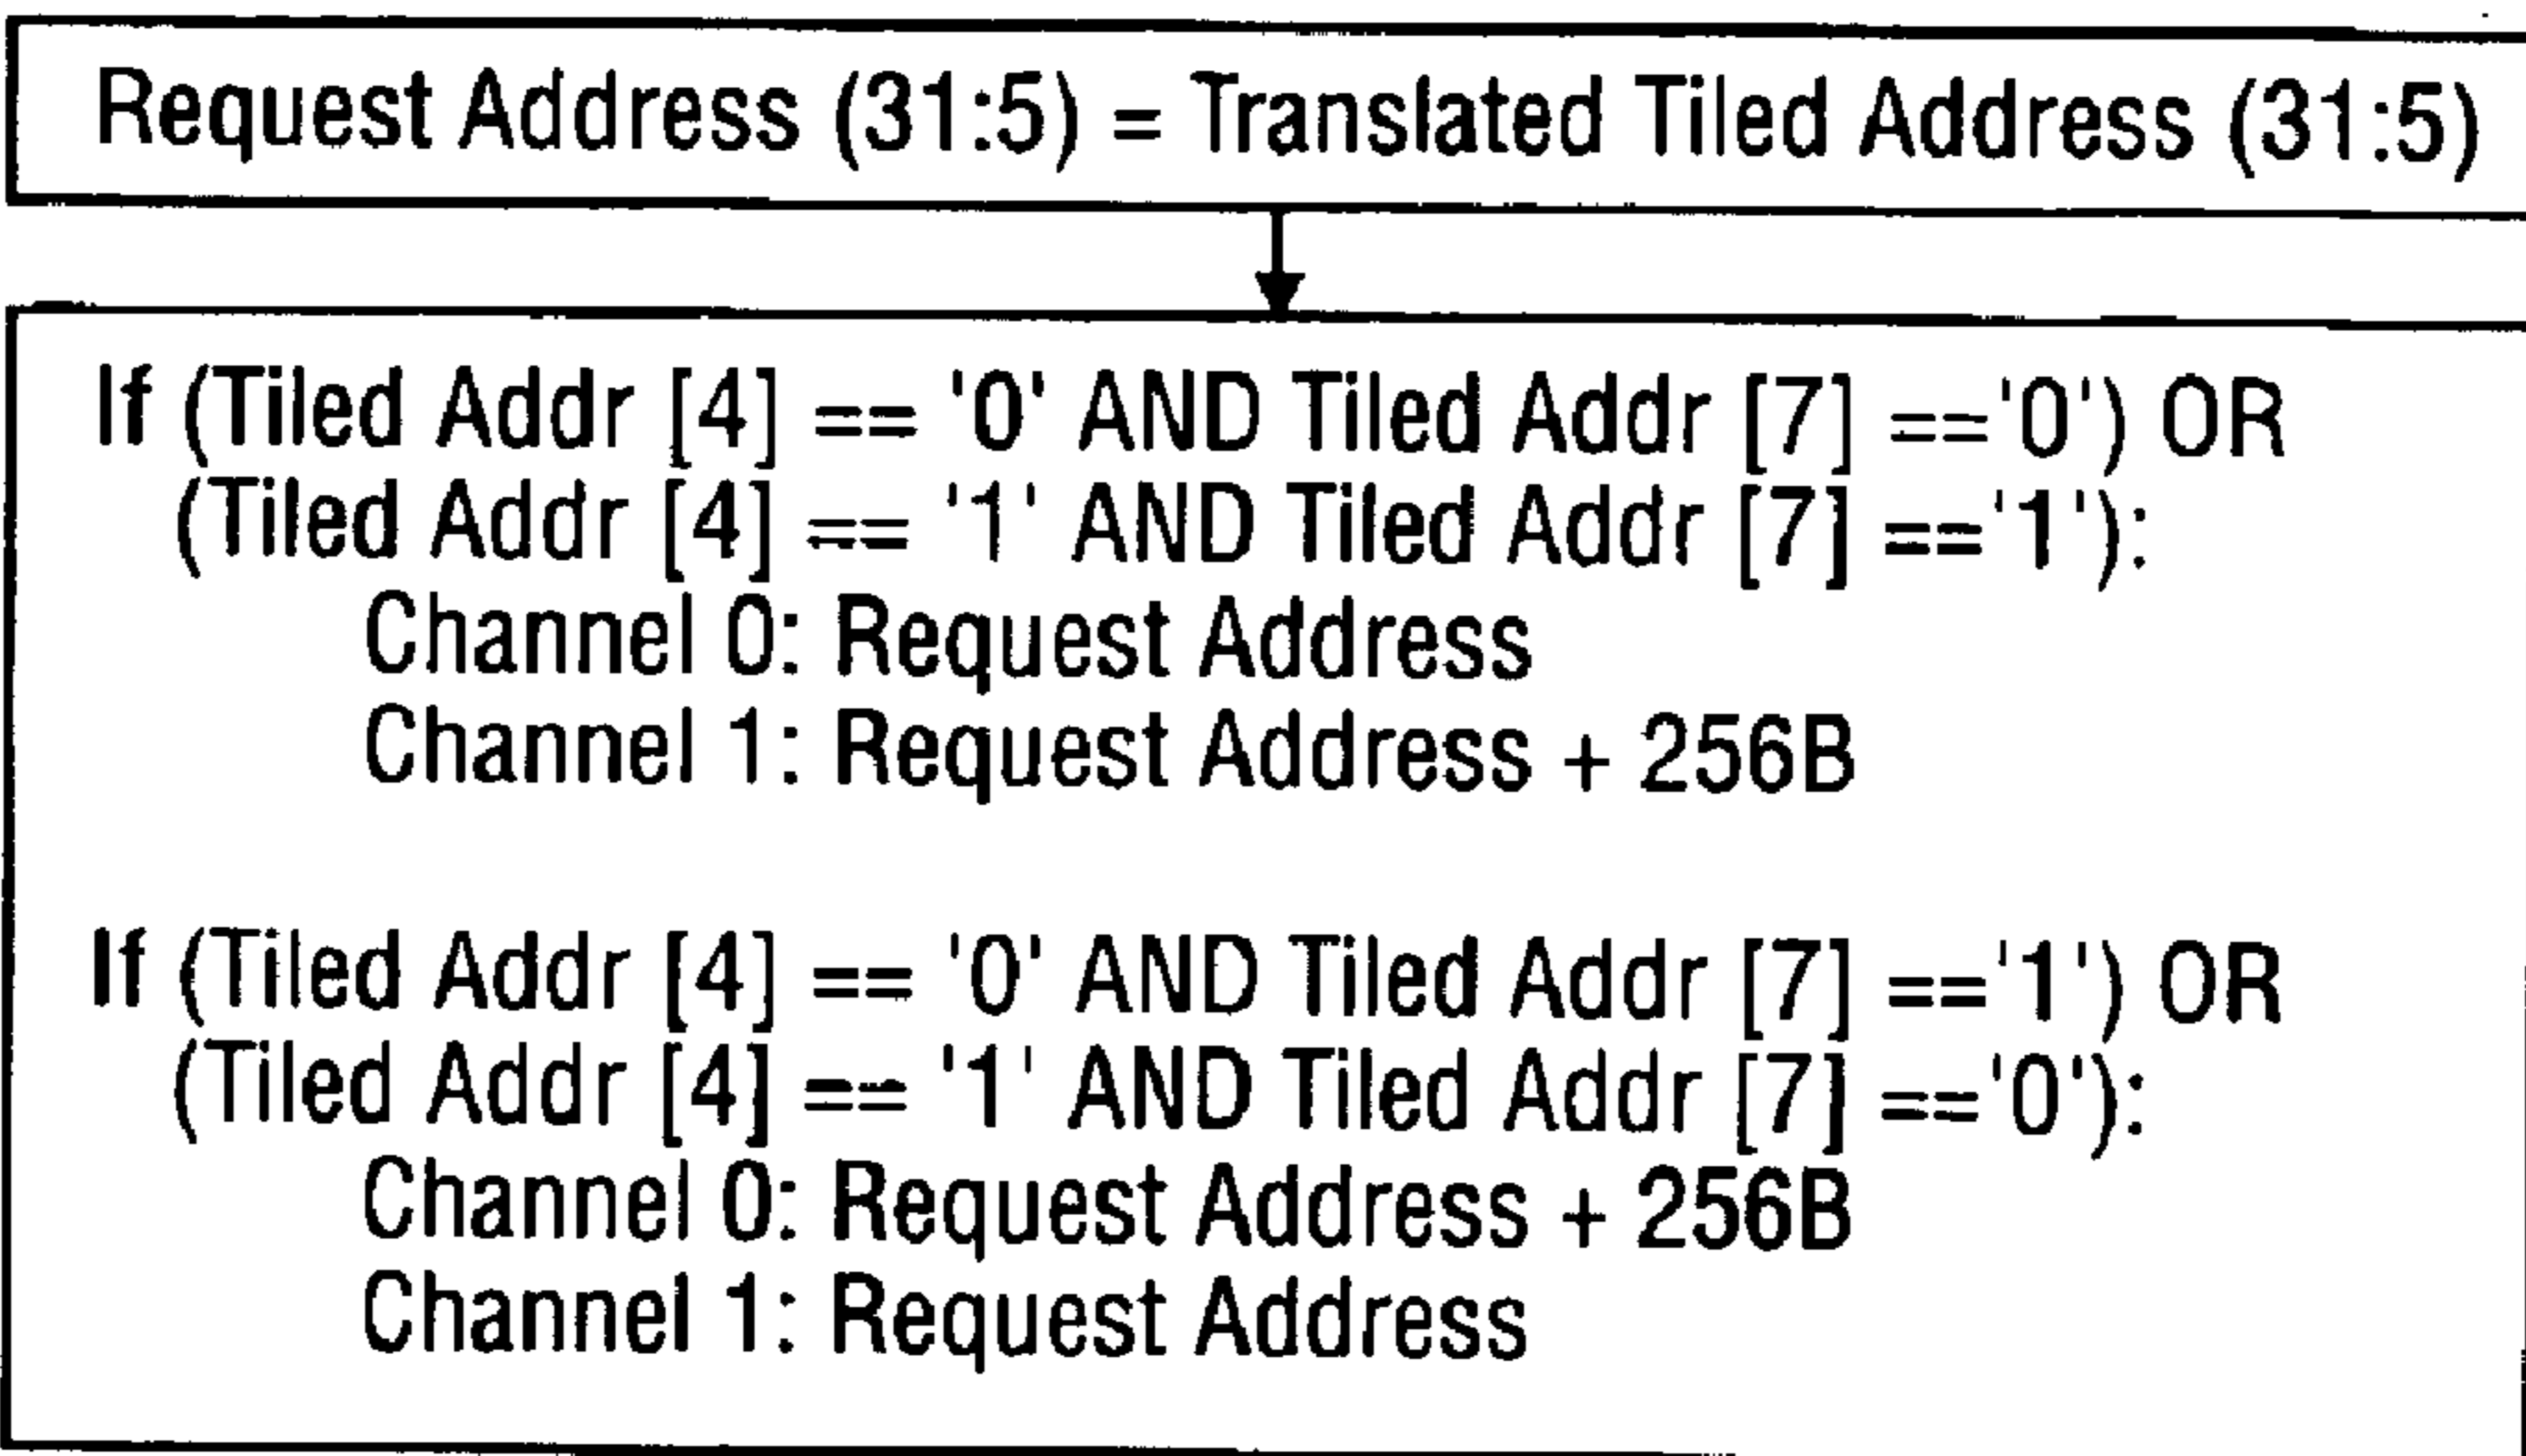 Request Address (31:5) = Translated Tiled Address (31:5)
If (Tiled Addr [4] == '0' AND Tiled Addr [7] =='0') OR
(Tiled Addr [4] == '1' AND Tiled Addr [7] =='1'):
Channel 0: Request Address
Channel 1: Request Address + 256B
If (Tiled Addr [4] == '0' AND Tiled Addr [7] =='1') OR
(Tiled Addr [4] == '1' AND Tiled Addr [7] =='0'):
Channel 0: Request Address + 256B
Channel 1: Request Address